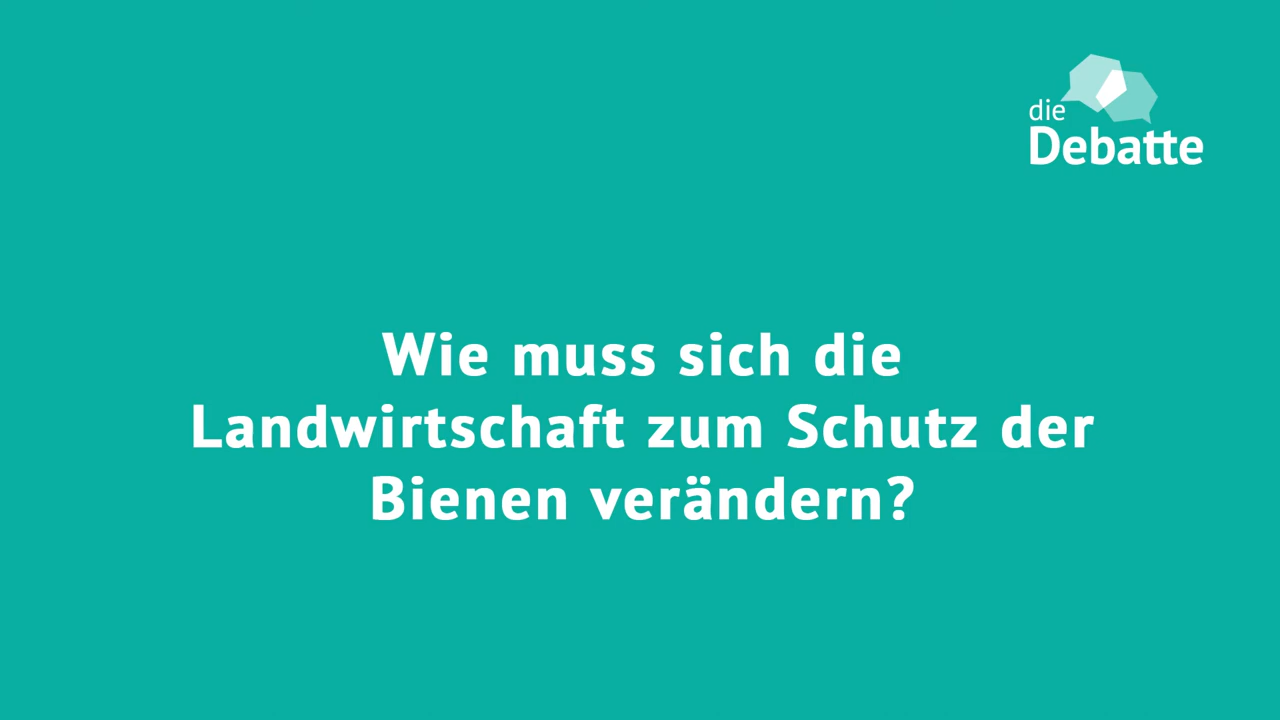 die
Debatte
Wie muss sich die
Landwirtschaft zum Schutz der
Bienen verändern?